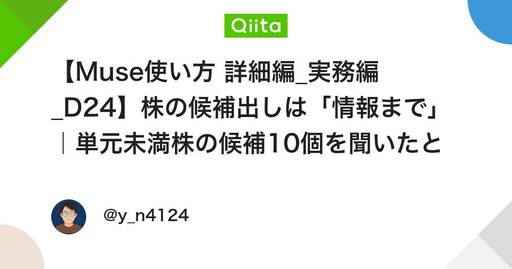 Qiita
【Muse使い方 詳細編_実務編
_D24】株の候補出しは「情報まで」
｜単元未満株の候補10個を聞いたと
@y_n4124